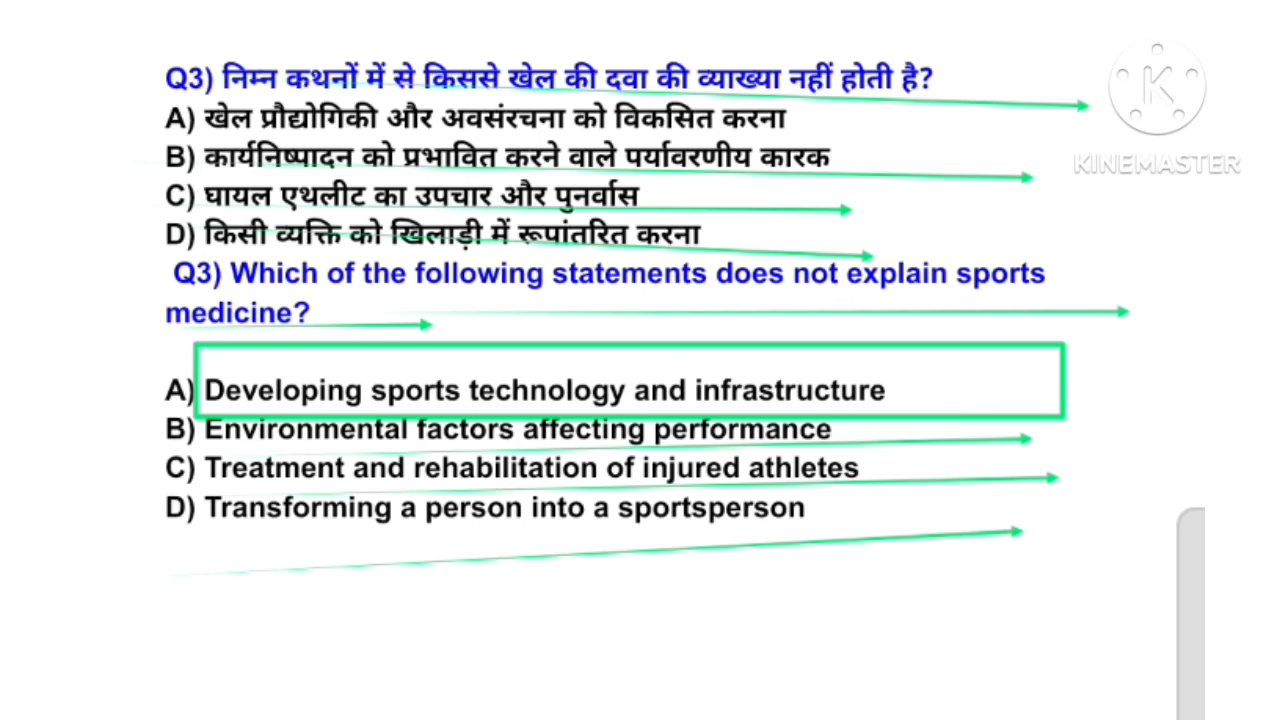 Q3) निम्न कथनों में से किससे खेल की दवा की व्याख्या नहीं होती है?
A) खेल प्रौद्योगिकी और अवसंरचना को विकसित करना
B) कार्यनिष्पादन को प्रभावित करने वाले पर्यावरणीय कारक
C) घायल एथलीट का उपचार और पुनर्वास
D) किसी व्यक्ति को खिलाड़ी में रूपांतरित करना
Q3) Which of the following statements does not explain sports
medicine?
A) Developing sports technology and infrastructure
B) Environmental factors affecting performance
C) Treatment and rehabilitation of injured athletes
D) Transforming a person into a sportsperson
K
KINEMASTER